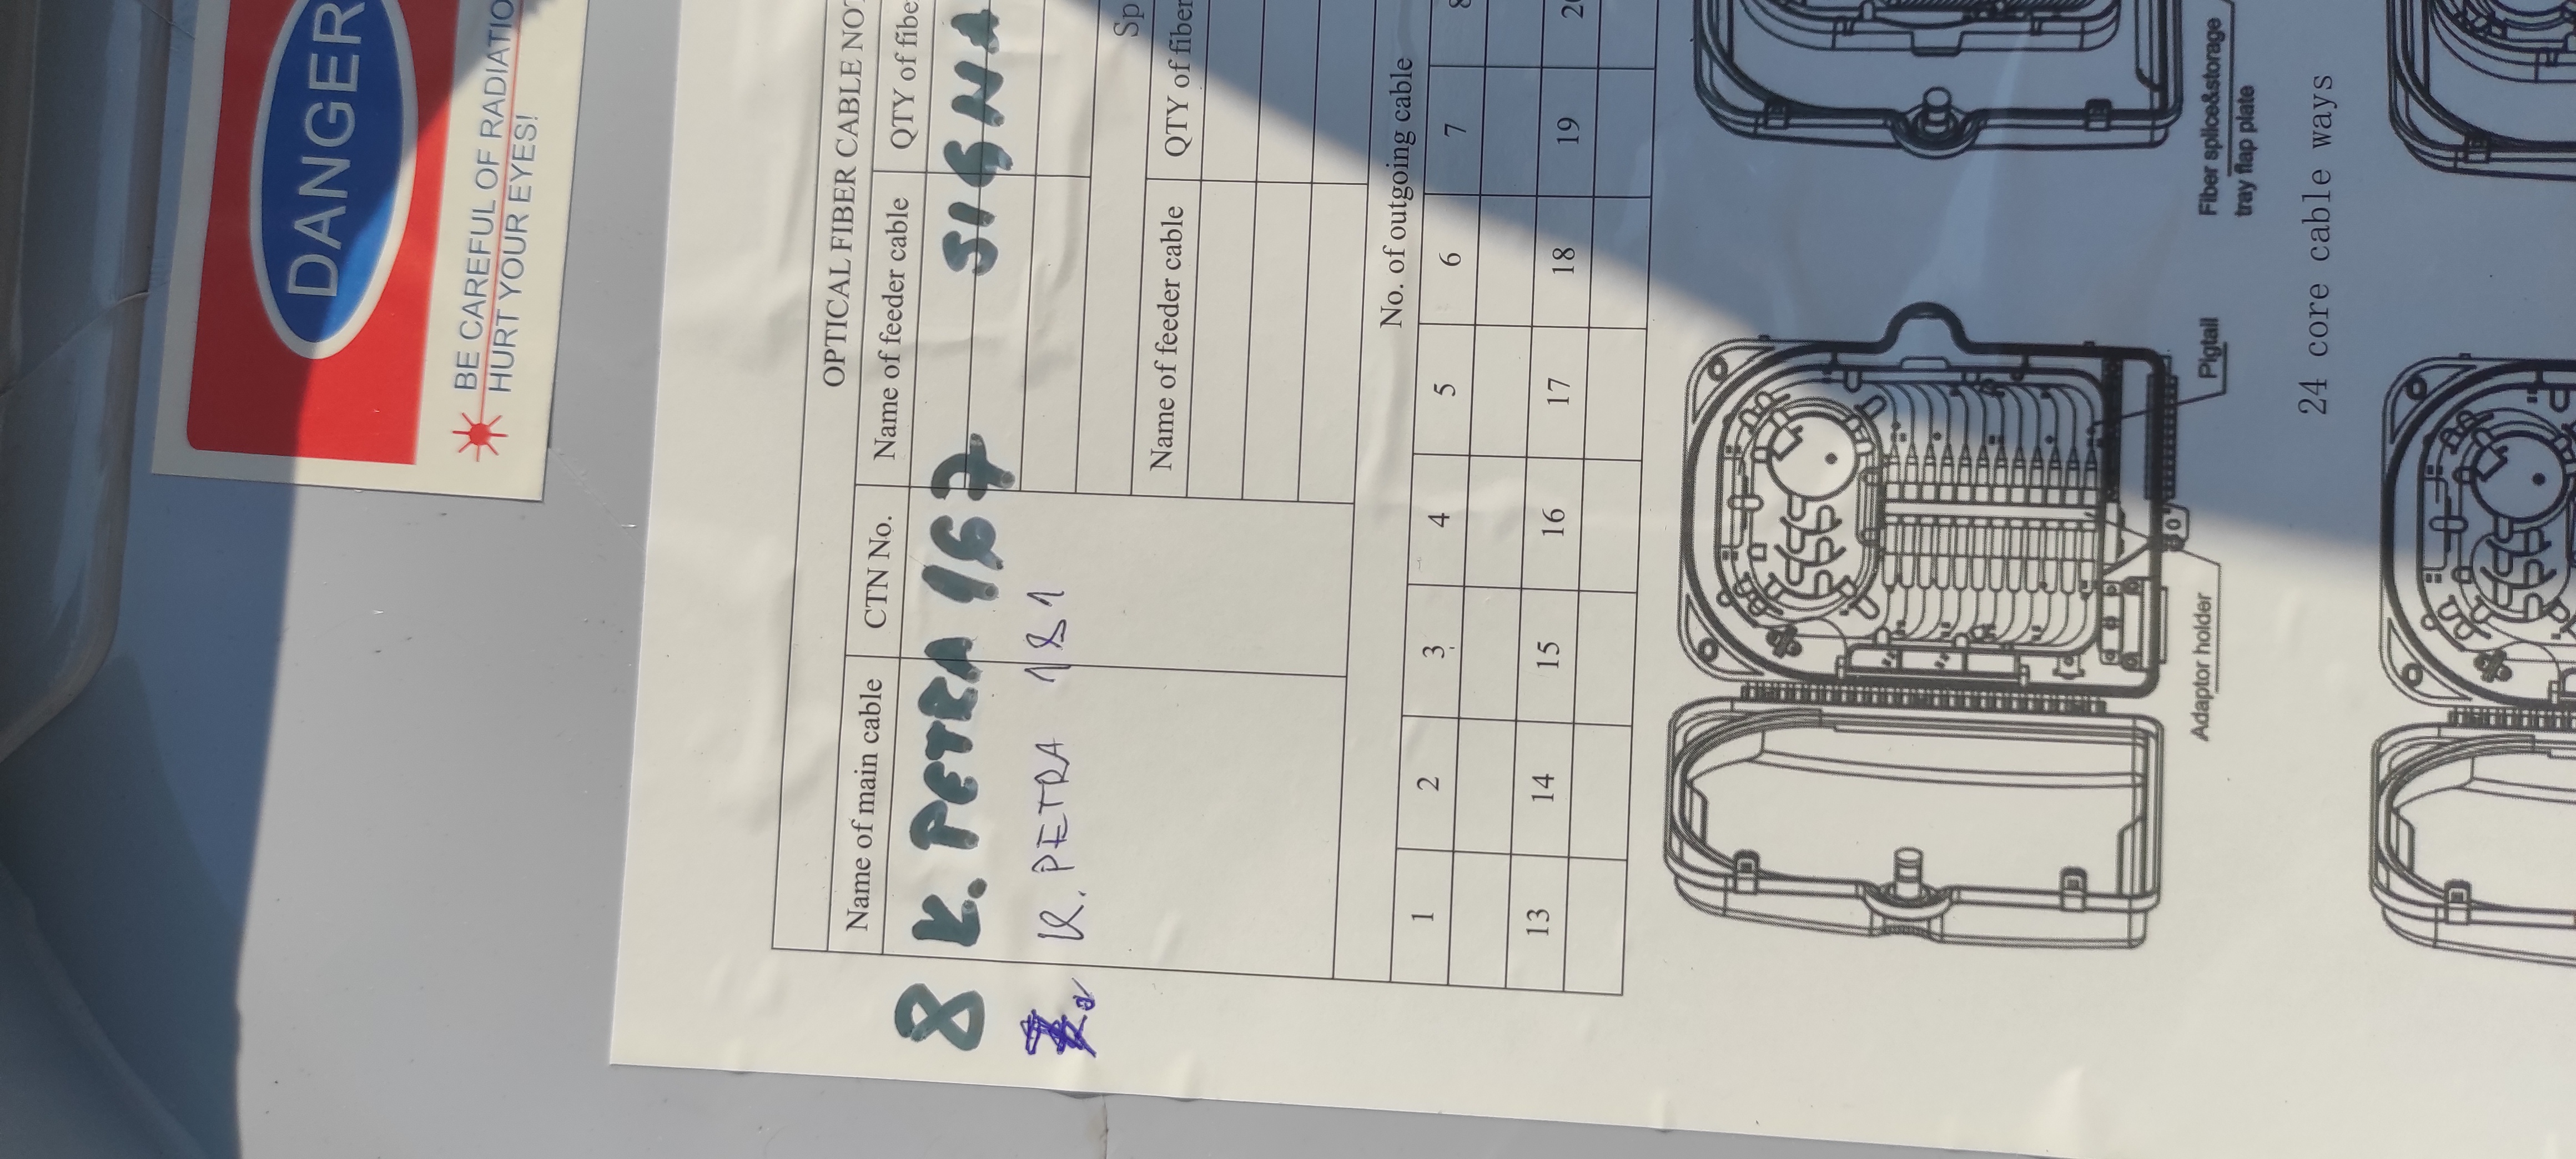 DANGER
BE CAREFUL OF RADIATIO
HURT YOUR EYES!
OPTICAL FIBER CABLE NOT
Name of main cable CTN No. Name of feeder cable QTY of fibe
8 K. PETRA 167 SIGNA
K. PETRA 181
Sp
Name of feeder cable QTY of fiber
No. of outgoing cable
1 2 3 4 5 6 7 8
13 14 15 16 17 18 19 20
Adaptor holder
Pigtail
Fiber splice&storage
tray flap plate
24 core cable ways